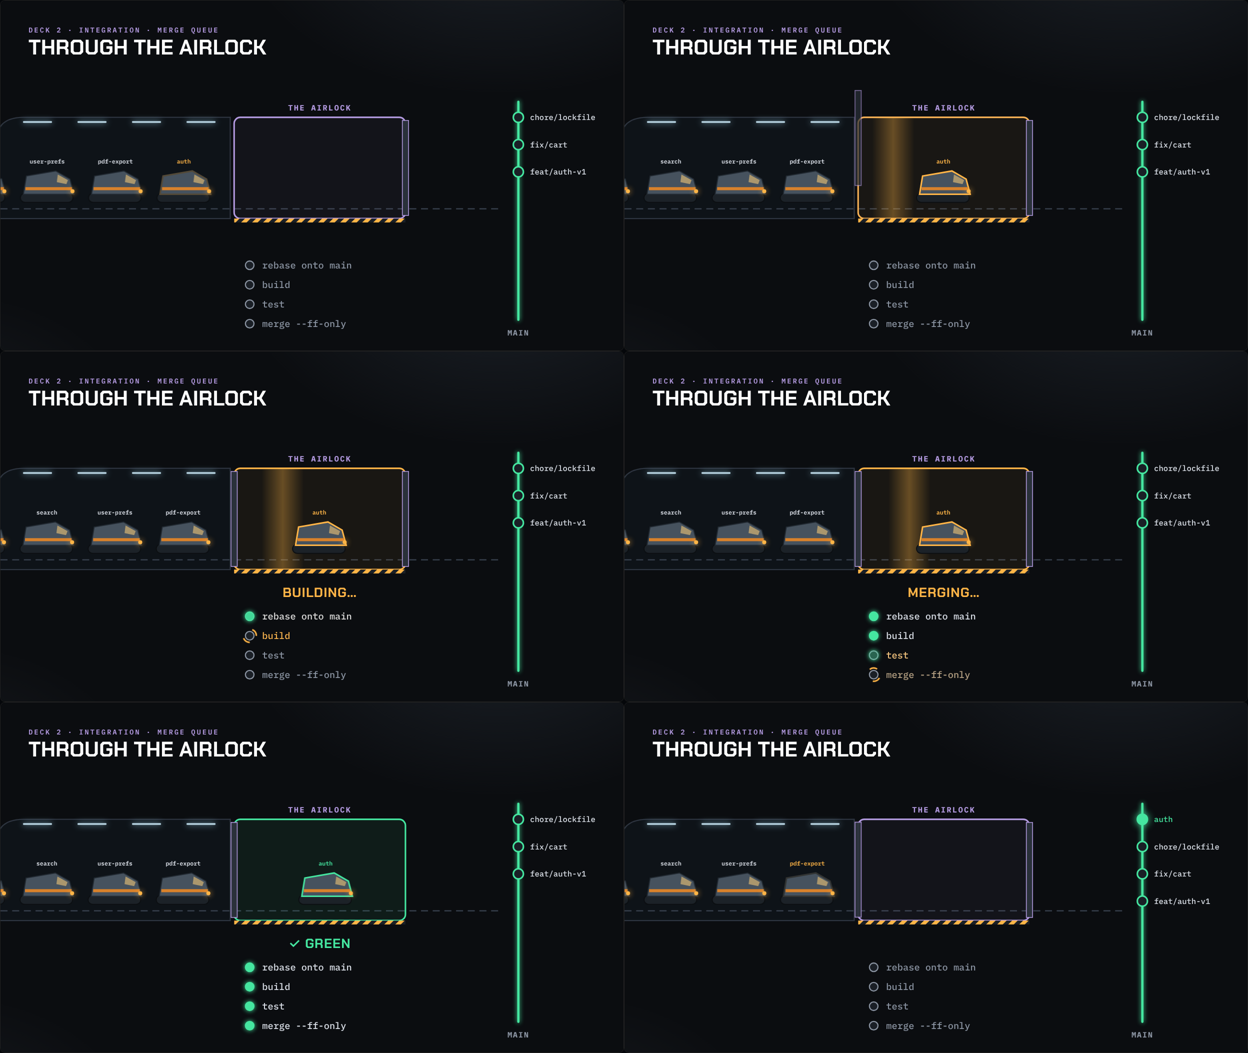 DECK 2 · INTEGRATION · MERGE QUEUE
THROUGH THE AIRLOCK
THE AIRLOCK
user-prefs pdf-export auth
chore/lockfile
fix/cart
feat/auth-v1
rebase onto main
build
test
merge --ff-only
MAIN
DECK 2 · INTEGRATION · MERGE QUEUE
THROUGH THE AIRLOCK
THE AIRLOCK
search user-prefs pdf-export auth
chore/lockfile
fix/cart
feat/auth-v1
rebase onto main
build
test
merge --ff-only
MAIN
DECK 2 · INTEGRATION · MERGE QUEUE
THROUGH THE AIRLOCK
THE AIRLOCK
search user-prefs pdf-export auth
chore/lockfile
fix/cart
feat/auth-v1
BUILDING...
rebase onto main
build
test
merge --ff-only
MAIN
DECK 2 · INTEGRATION · MERGE QUEUE
THROUGH THE AIRLOCK
THE AIRLOCK
search user-prefs pdf-export auth
chore/lockfile
fix/cart
feat/auth-v1
MERGING...
rebase onto main
build
test
merge --ff-only
MAIN
DECK 2 · INTEGRATION · MERGE QUEUE
THROUGH THE AIRLOCK
THE AIRLOCK
search user-prefs pdf-export auth
chore/lockfile
fix/cart
feat/auth-v1
✓ GREEN
rebase onto main
build
test
merge --ff-only
MAIN
DECK 2 · INTEGRATION · MERGE QUEUE
THROUGH THE AIRLOCK
THE AIRLOCK
search user-prefs pdf-export
auth
chore/lockfile
fix/cart
feat/auth-v1
rebase onto main
build
test
merge --ff-only
MAIN